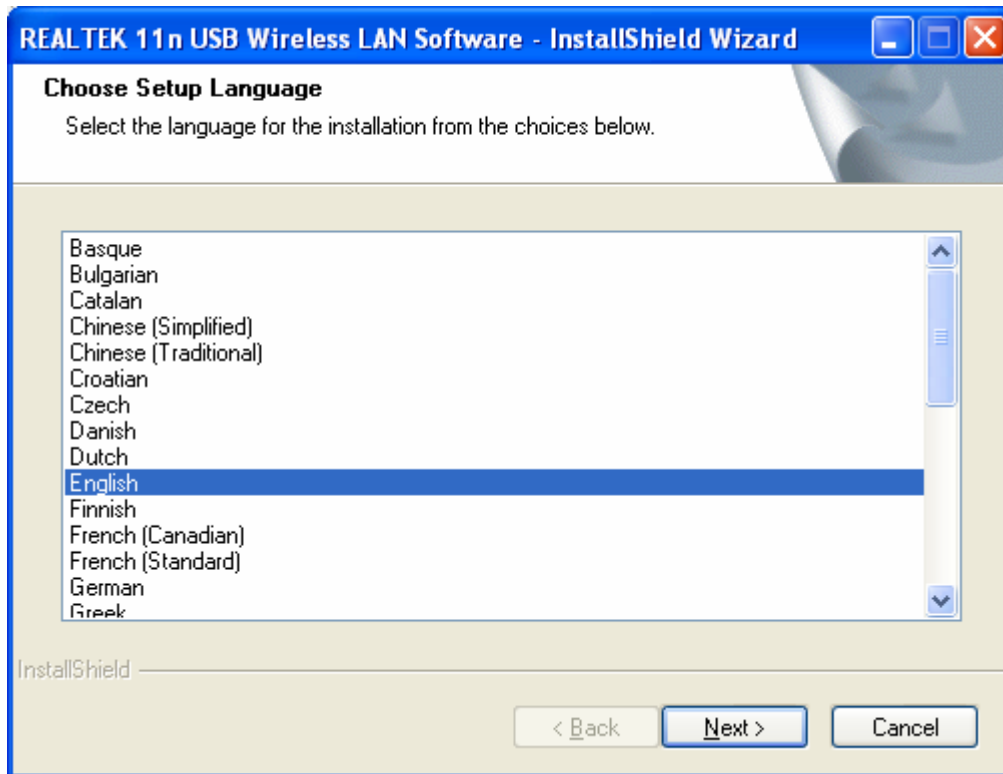 REALTEK 11n USB Wireless LAN Software - InstallShield Wizard
Choose Setup Language
Select the language for the installation from the choices below.
Basque
Bulgarian
Catalan
Chinese (Simplified)
Chinese (Traditional)
Croatian
Czech
Danish
Dutch
English
Finnish
French (Canadian)
French (Standard)
German
Greek
InstallShield
< Back Next > Cancel